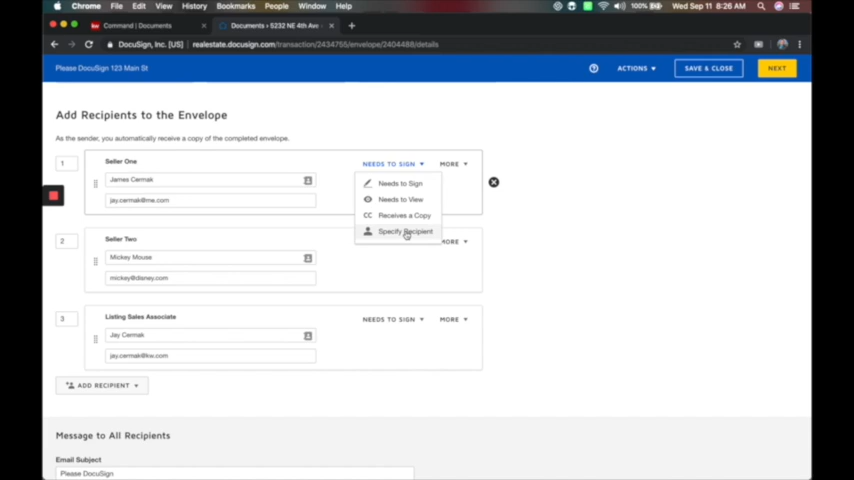 Chrome File Edit View History Bookmarks People Window Help 100% Wed Sep 11 8:26 AM
Command | Documents
Documents › 5232 NE 4th Ave
DocuSign, Inc. [US] realestate.docusign.com/transaction/2434755/envelope/2404488/details
Please DocuSign 123 Main St ACTIONS SAVE & CLOSE NEXT
Add Recipients to the Envelope
As the sender, you automatically receive a copy of the completed envelope.
1
Seller One NEEDS TO SIGN MORE
James Cermak
jay.cermak@me.com
Needs to Sign
Needs to View
CC Receives a Copy
Specify Recipient
2
Seller Two MORE
Mickey Mouse
mickey@disney.com
3
Listing Sales Associate NEEDS TO SIGN MORE
Jay Cermak
jay.cermak@kw.com
ADD RECIPIENT
Message to All Recipients
Email Subject
Please DocuSign